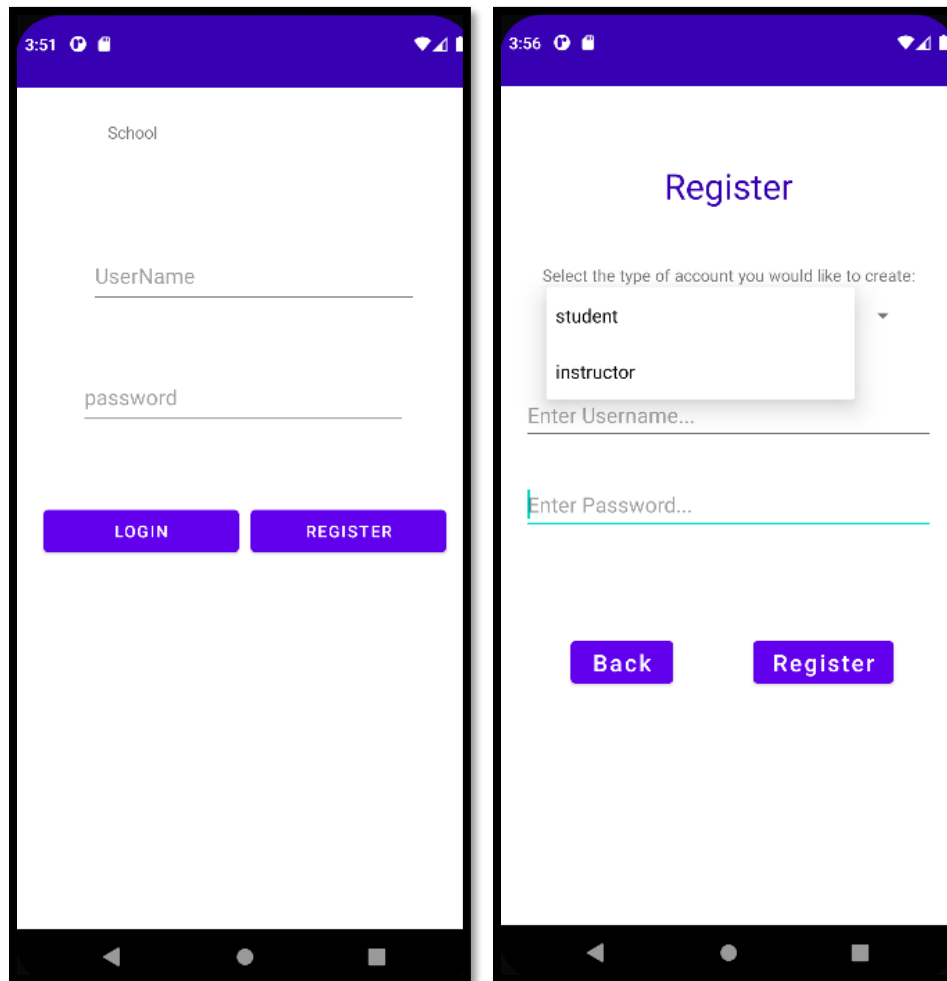 3:51
School
UserName
password
LOGIN REGISTER
3:56
Register
Select the type of account you would like to create:
student
instructor
Enter Username...
Enter Password...
Back Register